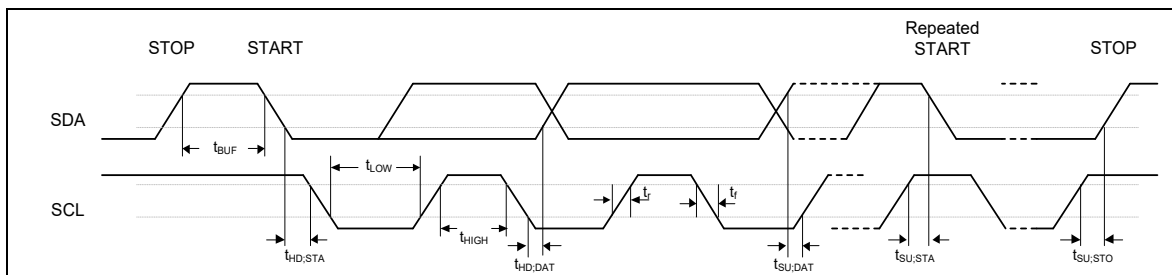 STOP
START
Repeated
START
STOP
SDA
tBUF
tLOW
SCL
tr
tf
tHIGH
tHD;STA
tHD;DAT
tSU;DAT
tSU;STA
tSU;STO